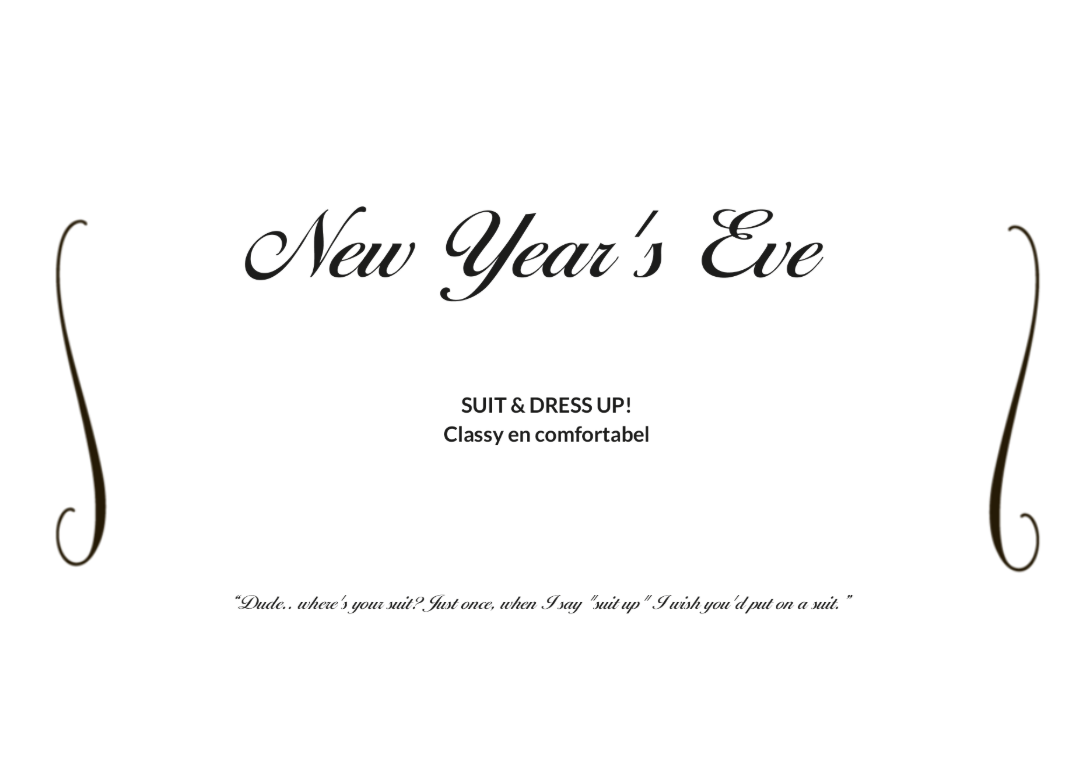 New Year's Eve
SUIT & DRESS UP!
Classy en comfortabel
“Dude.. where's your suit? Just once, when I say "suit up" I wish you'd put on a suit.”